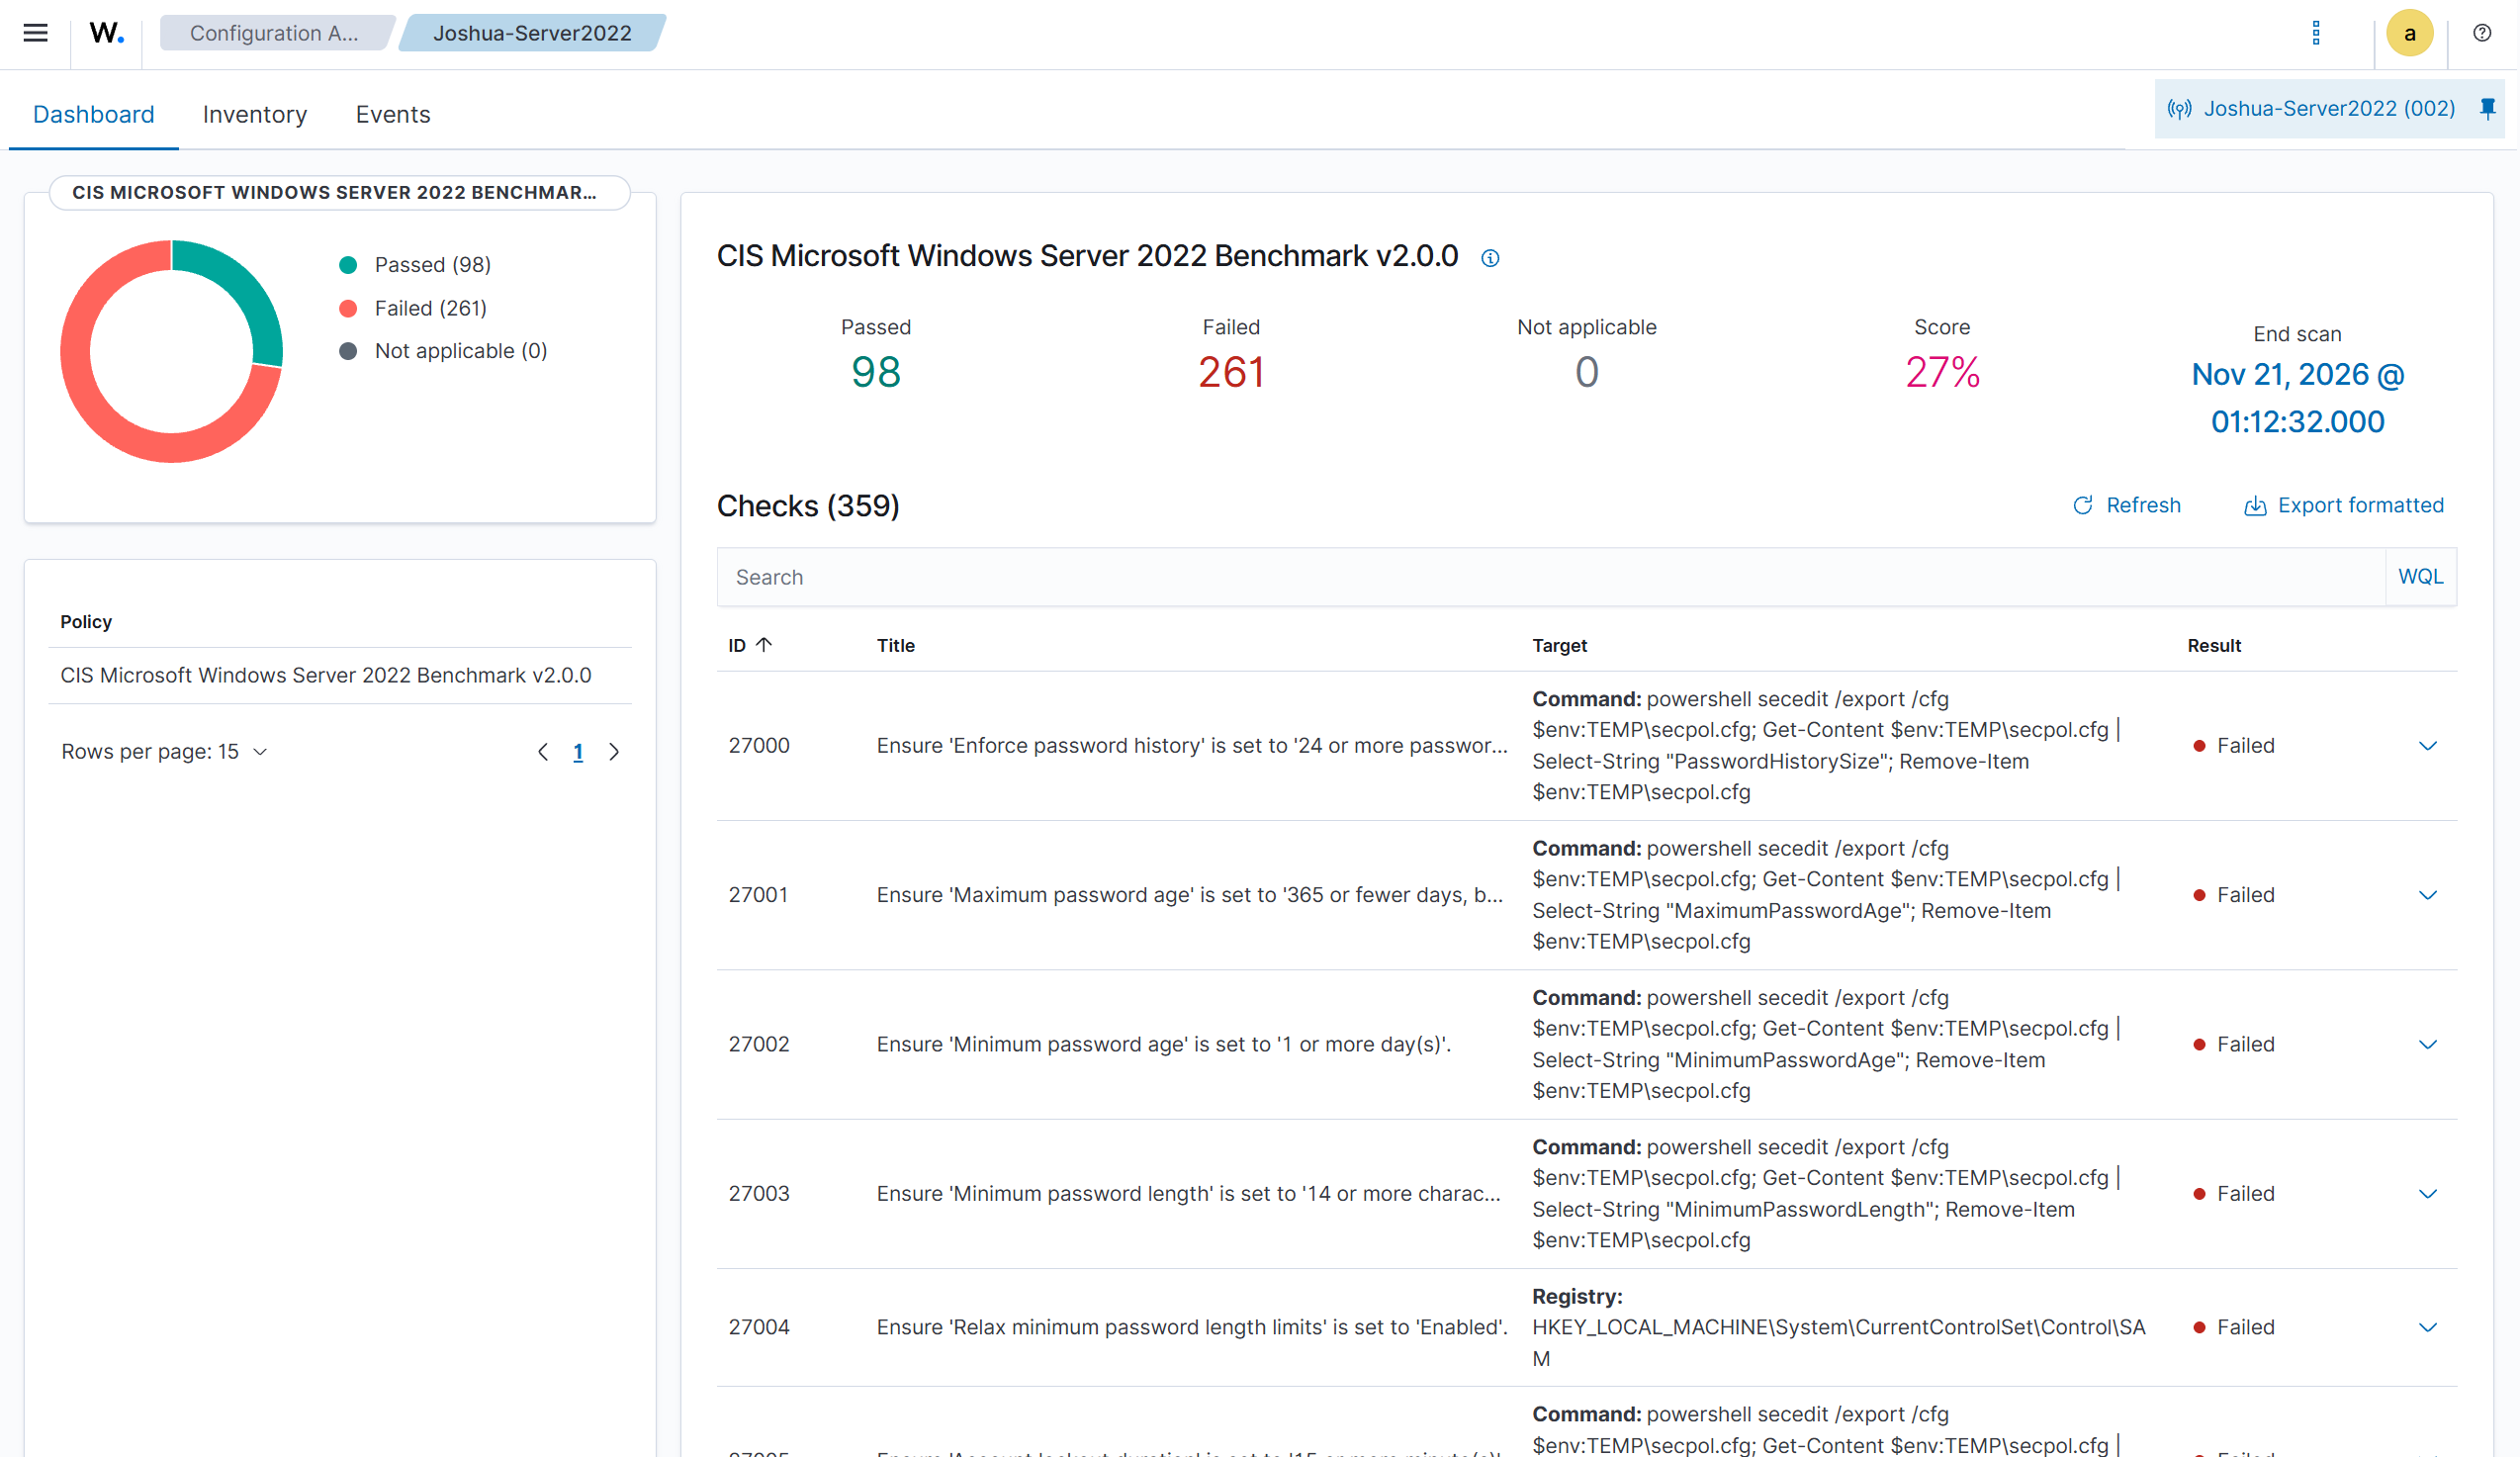 W.
Configuration A...
Joshua-Server2022
a
Dashboard
Inventory
Events
Joshua-Server2022 (002)
CIS MICROSOFT WINDOWS SERVER 2022 BENCHMAR...
Passed (98)
Failed (261)
Not applicable (0)
Policy
CIS Microsoft Windows Server 2022 Benchmark v2.0.0
Rows per page: 15
1
CIS Microsoft Windows Server 2022 Benchmark v2.0.0
Passed
98
Failed
261
Not applicable
0
Score
27%
End scan
Nov 21, 2026 @
01:12:32.000
Checks (359)
Refresh
Export formatted
Search
WQL
ID
Title
Target
Result
27000
Ensure 'Enforce password history' is set to '24 or more passwor...
Command: powershell secedit /export /cfg
$env:TEMP\secpol.cfg; Get-Content $env:TEMP\secpol.cfg |
Select-String "PasswordHistorySize"; Remove-Item
$env:TEMP\secpol.cfg
Failed
27001
Ensure 'Maximum password age' is set to '365 or fewer days, b...
Command: powershell secedit /export /cfg
$env:TEMP\secpol.cfg; Get-Content $env:TEMP\secpol.cfg |
Select-String "MaximumPasswordAge"; Remove-Item
$env:TEMP\secpol.cfg
Failed
27002
Ensure 'Minimum password age' is set to '1 or more day(s)'.
Command: powershell secedit /export /cfg
$env:TEMP\secpol.cfg; Get-Content $env:TEMP\secpol.cfg |
Select-String "MinimumPasswordAge"; Remove-Item
$env:TEMP\secpol.cfg
Failed
27003
Ensure 'Minimum password length' is set to '14 or more charac...
Command: powershell secedit /export /cfg
$env:TEMP\secpol.cfg; Get-Content $env:TEMP\secpol.cfg |
Select-String "MinimumPasswordLength"; Remove-Item
$env:TEMP\secpol.cfg
Failed
27004
Ensure 'Relax minimum password length limits' is set to 'Enabled'.
Registry:
HKEY_LOCAL_MACHINE\System\CurrentControlSet\Control\SA
M
Failed
Command: powershell secedit /export /cfg
$env:TEMP\secpol.cfg; Get-Content $env:TEMP\secpol.cfg |